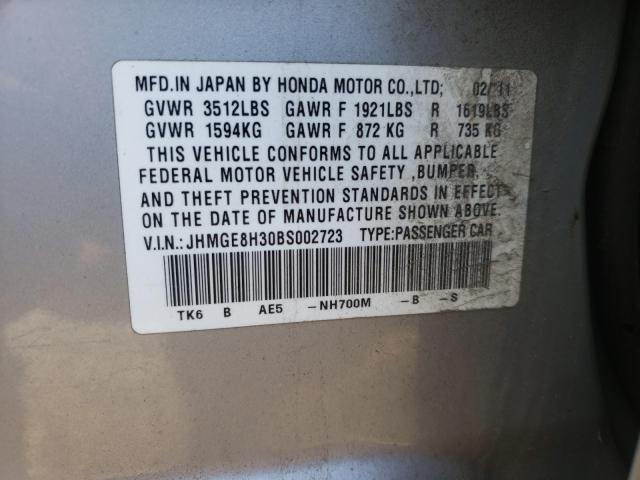 MFD.IN JAPAN BY HONDA MOTOR CO.,LTD; 02/11
GVWR 3512LBS GAWR F 1921LBS R 1619LBS
GVWR 1594KG GAWR F 872 KG R 735 KG
THIS VEHICLE CONFORMS TO ALL APPLICABLE
FEDERAL MOTOR VEHICLE SAFETY ,BUMPER,
AND THEFT PREVENTION STANDARDS IN EFFECT
ON THE DATE OF MANUFACTURE SHOWN ABOVE.
V.I.N.: JHMGE8H30BS002723 TYPE:PASSENGER CAR
TK6 B AE5 -NH700M -B -S